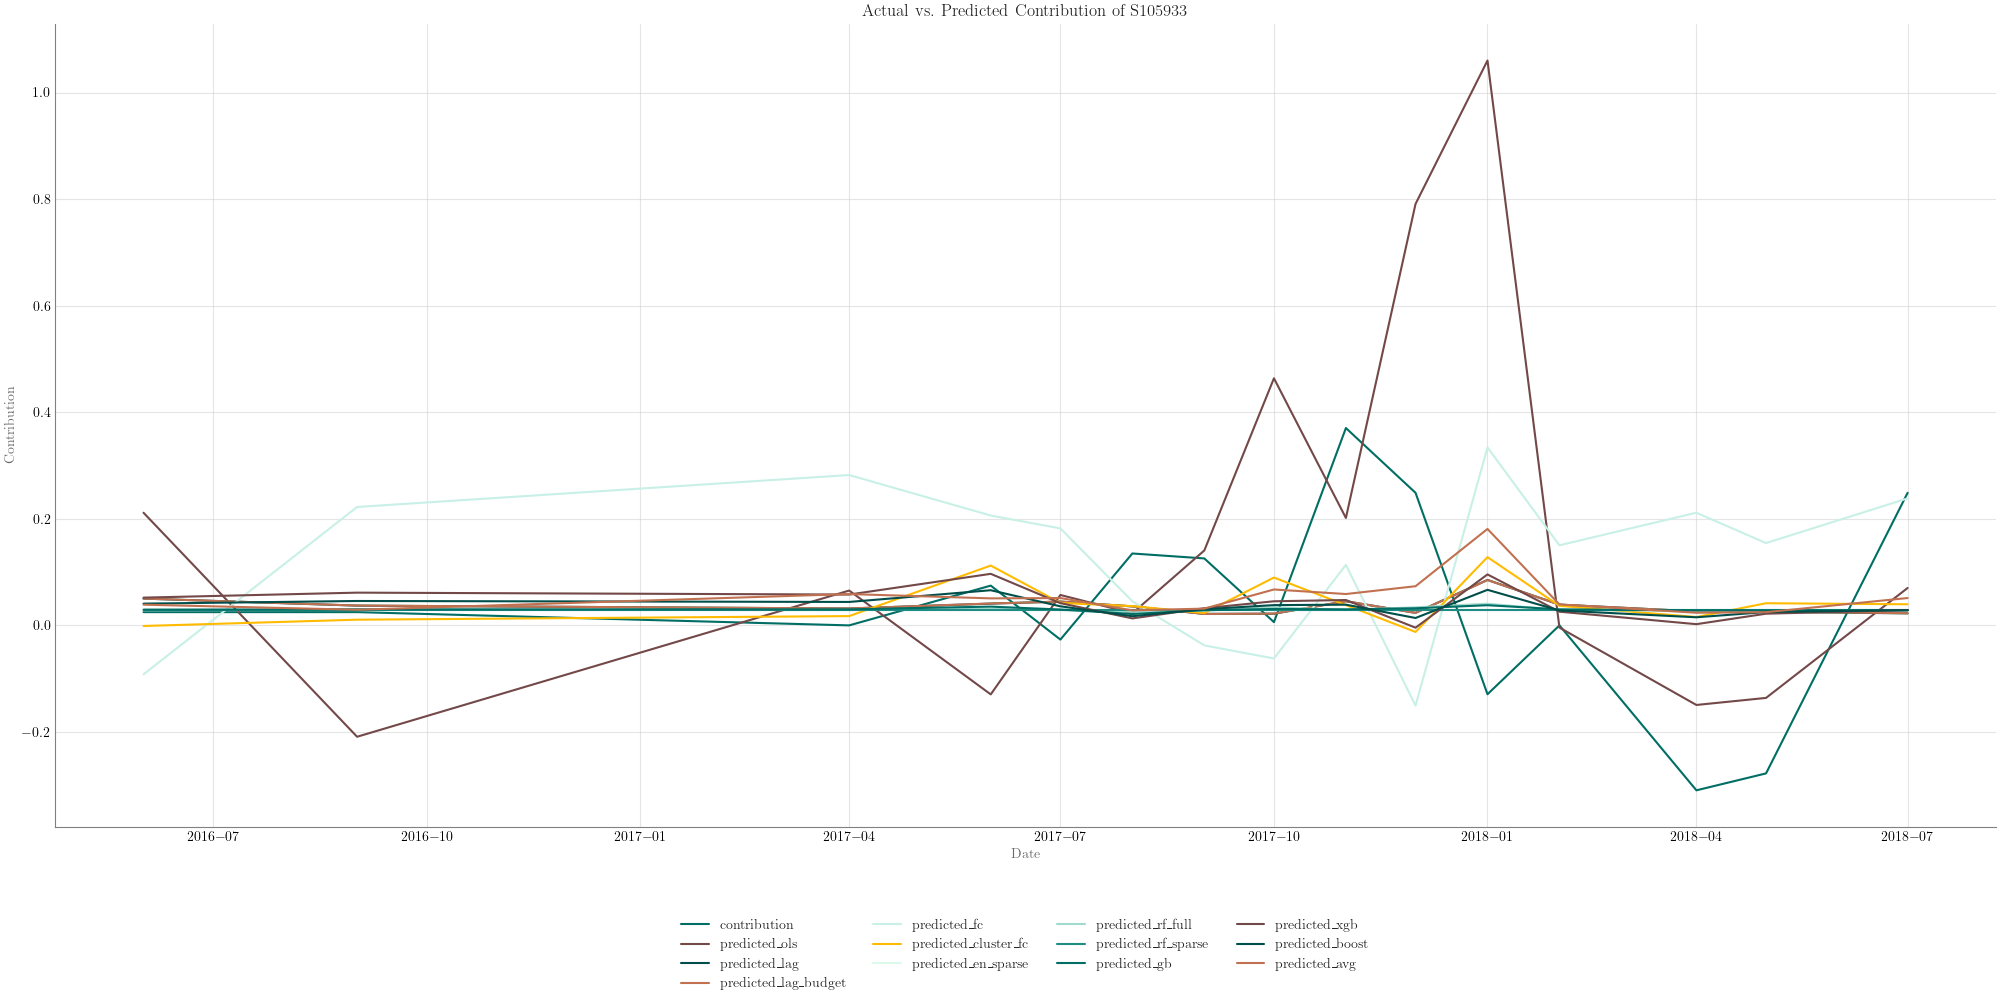 Actual vs. Predicted Contribution of S105933
Contribution
1.0
0.8
0.6
0.4
0.2
0.0
−0.2
2016−07 2016−10 2017−01 2017−04 2017−07 2017−10 2018−01 2018−04 2018−07
Date
contribution predicted_fc predicted_rf_full predicted_xgb
predicted_ols predicted_cluster_fc predicted_rf_sparse predicted_boost
predicted_lag predicted_en_sparse predicted_gb predicted_avg
predicted_lag_budget